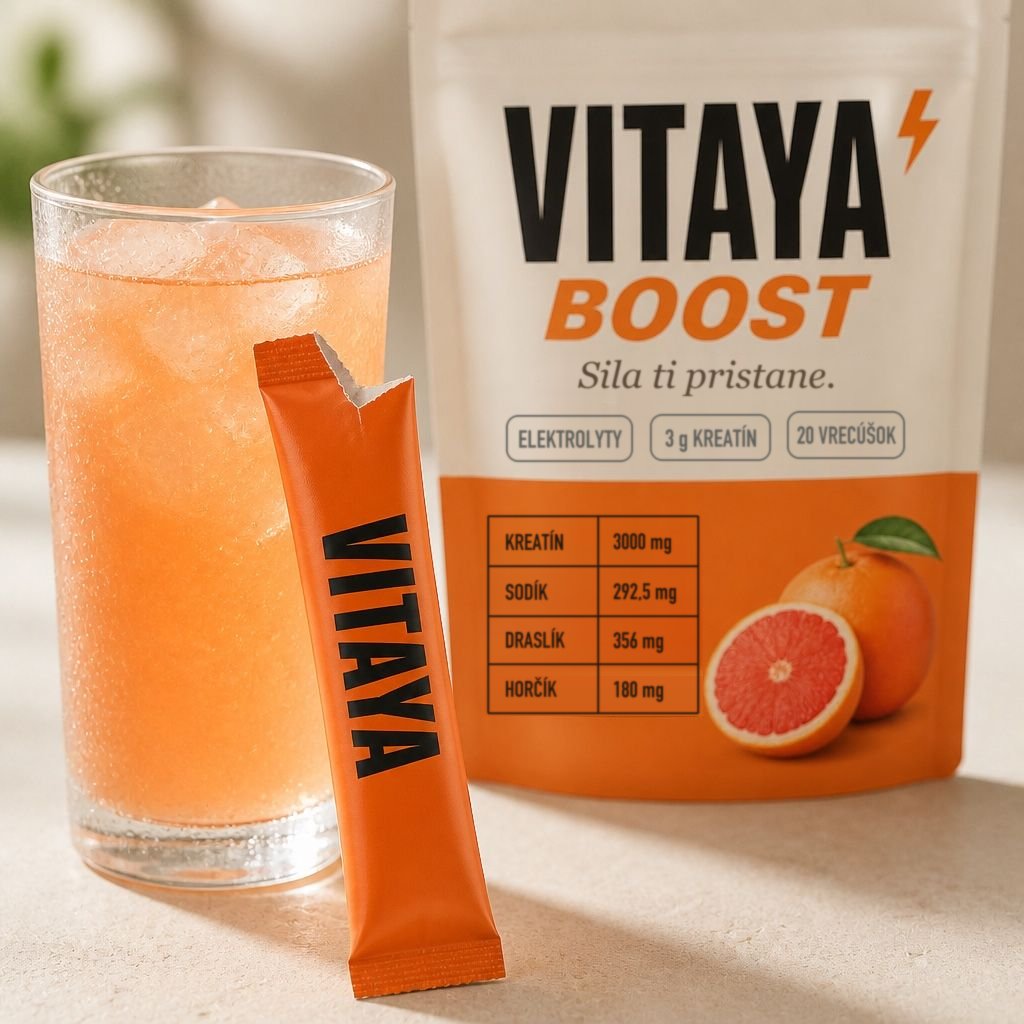 VITAYA
BOOST
Sila ti pristane.
ELEKTROLYTY
3 g KREATÍN
20 VRECÚŠOK
KREATÍN 3000 mg
SODÍK 292,5 mg
DRASLÍK 356 mg
HORČÍK 180 mg
VITAYA